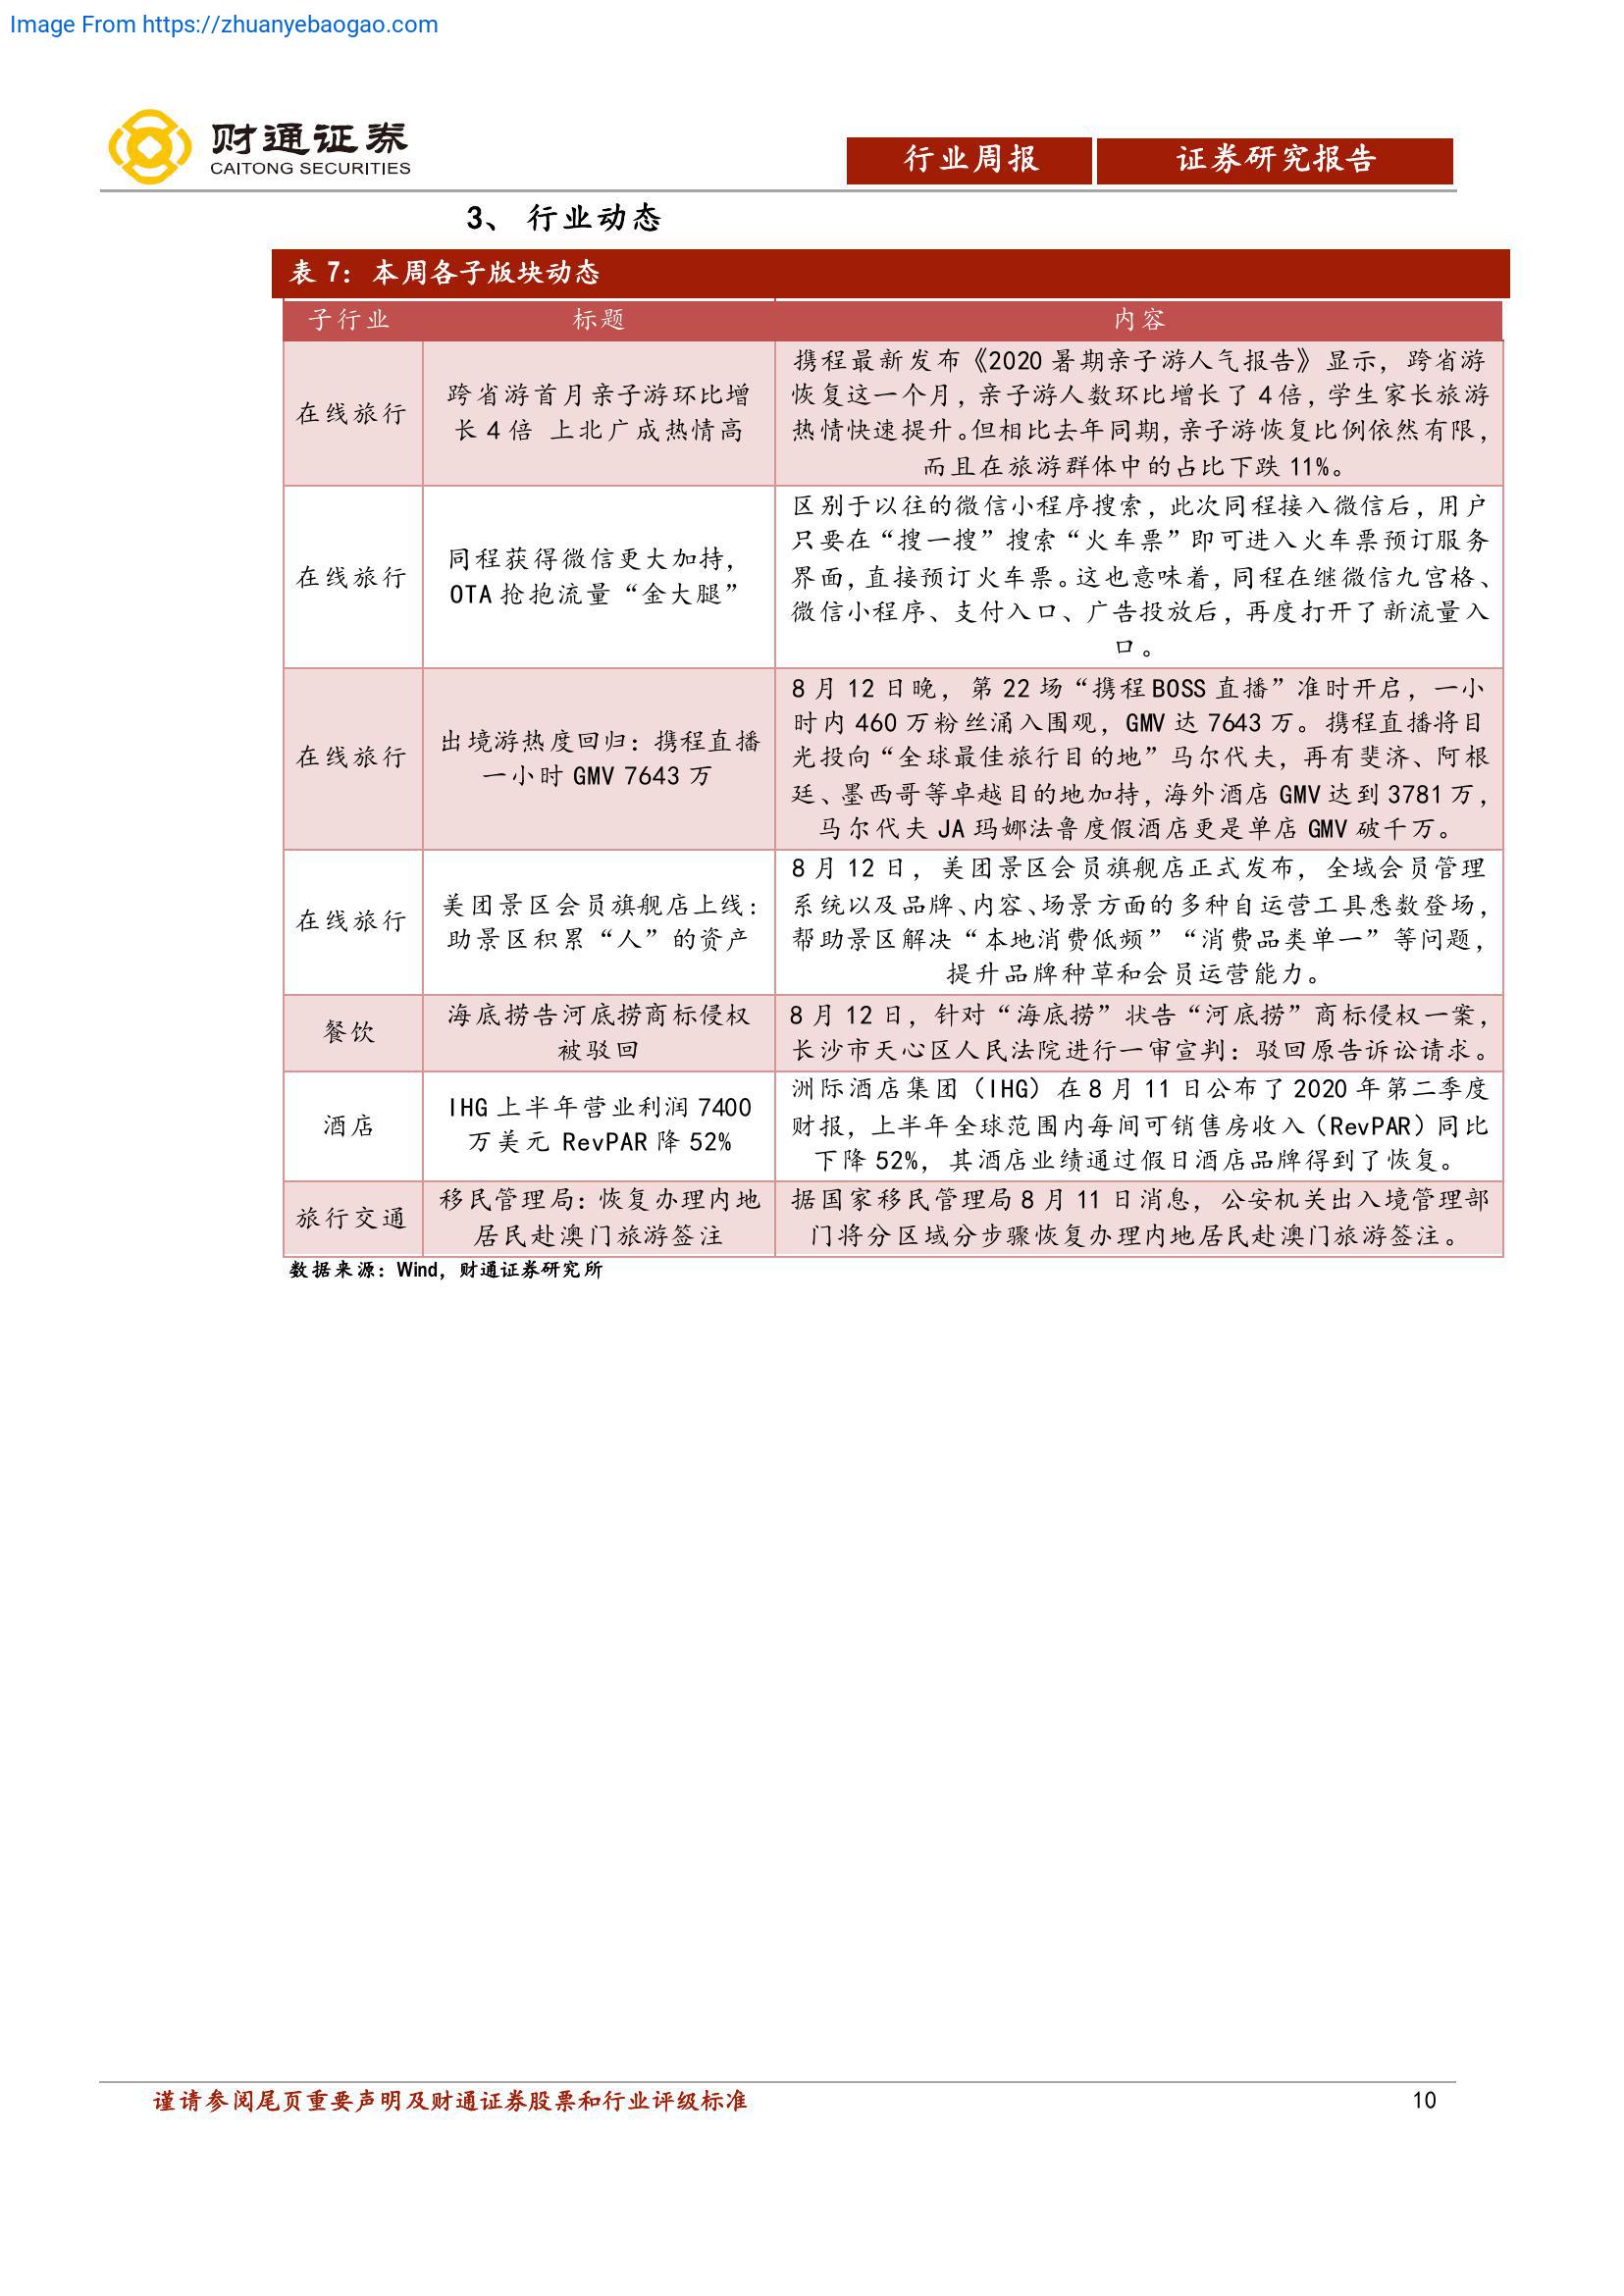 Image From https://zhuanyebaogao.com
财通证券
CAITONG SECURITIES
行业周报
证券研究报告
3、 行业动态
表 7：本周各子版块动态
子行业
标题
内容
在线旅行
跨省游首月亲子游环比增
长 4 倍 上北广成热情高
携程最新发布《2020 暑期亲子游人气报告》显示，跨省游
恢复这一个月，亲子游人数环比增长了 4 倍，学生家长旅游
热情快速提升。但相比去年同期，亲子游恢复比例依然有限，
而且在旅游群体中的占比下跌 11%。
在线旅行
同程获得微信更大加持，
OTA 抢抱流量“金大腿”
区别于以往的微信小程序搜索，此次同程接入微信后，用户
只要在“搜一搜”搜索“火车票”即可进入火车票预订服务
界面，直接预订火车票。这也意味着，同程在继微信九宫格、
微信小程序、支付入口、广告投放后，再度打开了新流量入
口。
在线旅行
出境游热度回归：携程直播
一小时 GMV 7643 万
8 月 12 日晚，第 22 场“携程 BOSS 直播”准时开启，一小
时内 460 万粉丝涌入围观，GMV 达 7643 万。携程直播将目
光投向“全球最佳旅行目的地”马尔代夫，再有斐济、阿根
廷、墨西哥等卓越目的地加持，海外酒店 GMV 达到 3781 万，
马尔代夫 JA 玛娜法鲁度假酒店更是单店 GMV 破千万。
在线旅行
美团景区会员旗舰店上线：
助景区积累“人”的资产
8 月 12 日，美团景区会员旗舰店正式发布，全域会员管理
系统以及品牌、内容、场景方面的多种自运营工具悉数登场，
帮助景区解决“本地消费低频”“消费品类单一”等问题，
提升品牌种草和会员运营能力。
餐饮
海底捞告河底捞商标侵权
被驳回
8 月 12 日，针对“海底捞”状告“河底捞”商标侵权一案，
长沙市天心区人民法院进行一审宣判：驳回原告诉讼请求。
酒店
IHG 上半年营业利润 7400
万美元 RevPAR 降 52%
洲际酒店集团（IHG）在 8 月 11 日公布了 2020 年第二季度
财报，上半年全球范围内每间可销售房收入（RevPAR）同比
下降 52%，其酒店业绩通过假日酒店品牌得到了恢复。
旅行交通
移民管理局：恢复办理内地
居民赴澳门旅游签注
据国家移民管理局 8 月 11 日消息，公安机关出入境管理部
门将分区域分步骤恢复办理内地居民赴澳门旅游签注。
数据来源：Wind，财通证券研究所
谨请参阅尾页重要声明及财通证券股票和行业评级标准
10